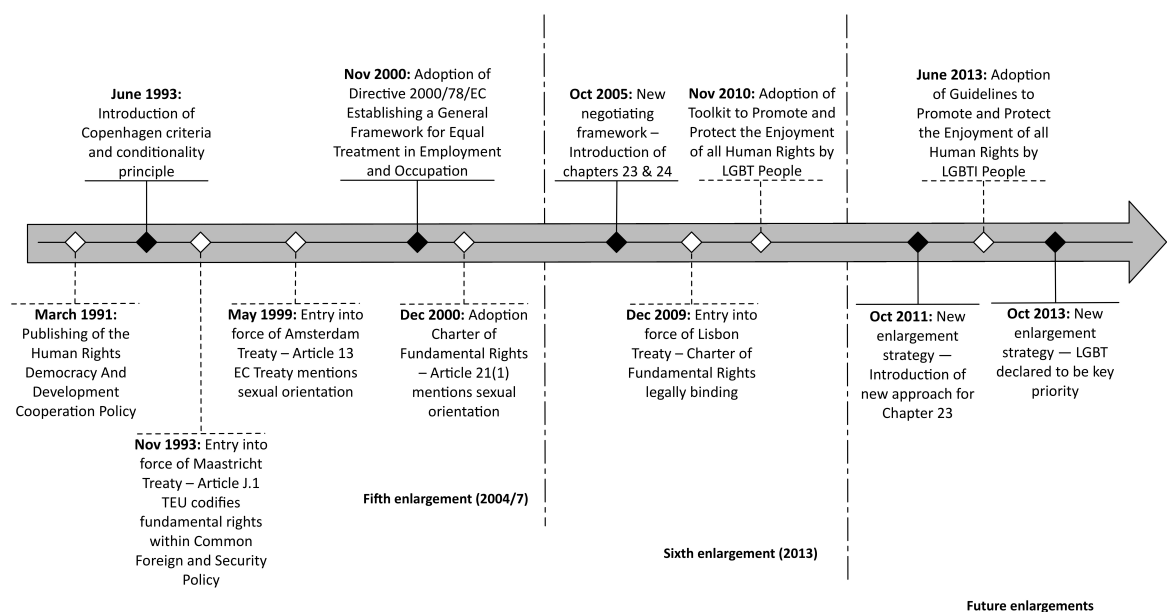 June 1993:
Introduction of
Copenhagen criteria
and conditionality
principle
Nov 2000: Adoption of
Directive 2000/78/EC
Establishing a General
Framework for Equal
Treatment in Employment
and Occupation
Oct 2005: New
negotiating
framework –
Introduction of
chapters 23 & 24
Nov 2010: Adoption of
Toolkit to Promote and
Protect the Enjoyment
of all Human Rights by
LGBT People
June 2013: Adoption
of Guidelines to
Promote and Protect
the Enjoyment of all
Human Rights by
LGBTI People
March 1991:
Publishing of the
Human Rights
Democracy And
Development
Cooperation Policy
Nov 1993: Entry into
force of Maastricht
Treaty – Article J.1
TEU codifies
fundamental rights
within Common
Foreign and Security
Policy
May 1999: Entry into
force of Amsterdam
Treaty – Article 13
EC Treaty mentions
sexual orientation
Dec 2000: Adoption
Charter of
Fundamental Rights
– Article 21(1)
mentions sexual
orientation
Dec 2009: Entry into
force of Lisbon
Treaty – Charter of
Fundamental Rights
legally binding
Oct 2011: New
enlargement
strategy —
Introduction of
new approach for
Chapter 23
Oct 2013: New
enlargement
strategy — LGBT
declared to be key
priority
Fifth enlargement (2004/7)
Sixth enlargement (2013)
Future enlargements